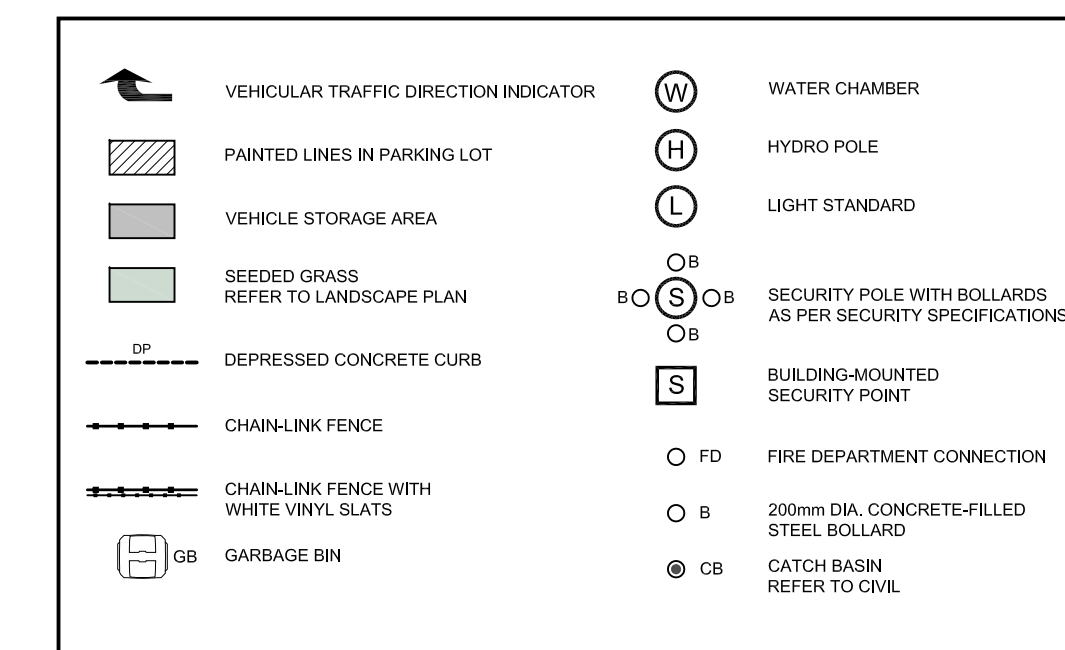 VEHICULAR TRAFFIC DIRECTION INDICATOR
PAINTED LINES IN PARKING LOT
VEHICLE STORAGE AREA
SEEDED GRASS
REFER TO LANDSCAPE PLAN
DP
DEPRESSED CONCRETE CURB
CHAIN-LINK FENCE
CHAIN-LINK FENCE WITH
WHITE VINYL SLATS
GB GARBAGE BIN
W WATER CHAMBER
H HYDRO POLE
L LIGHT STANDARD
B
B S B SECURITY POLE WITH BOLLARDS
AS PER SECURITY SPECIFICATIONS
B
S BUILDING-MOUNTED
SECURITY POINT
FD FIRE DEPARTMENT CONNECTION
B 200mm DIA. CONCRETE-FILLED
STEEL BOLLARD
CB CATCH BASIN
REFER TO CIVIL